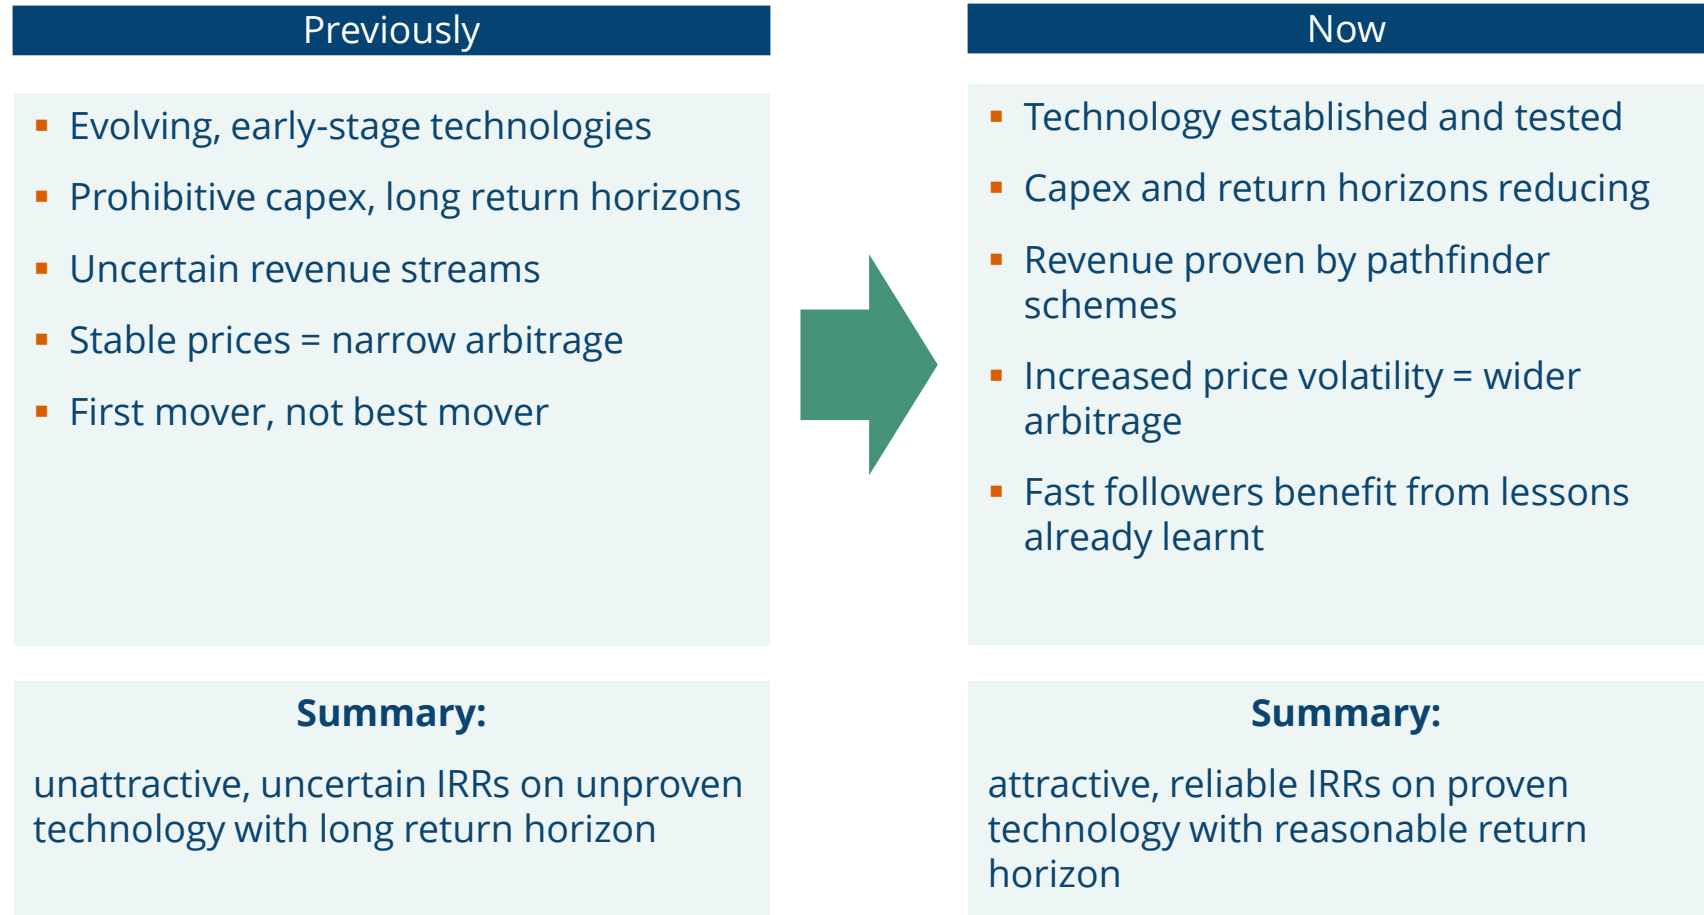 Previously
▪ Evolving, early-stage technologies
▪ Prohibitive capex, long return horizons
▪ Uncertain revenue streams
▪ Stable prices = narrow arbitrage
▪ First mover, not best mover
Summary:
unattractive, uncertain IRRs on unproven
technology with long return horizon
Now
▪ Technology established and tested
▪ Capex and return horizons reducing
▪ Revenue proven by pathfinder
schemes
▪ Increased price volatility = wider
arbitrage
▪ Fast followers benefit from lessons
already learnt
Summary:
attractive, reliable IRRs on proven
technology with reasonable return
horizon